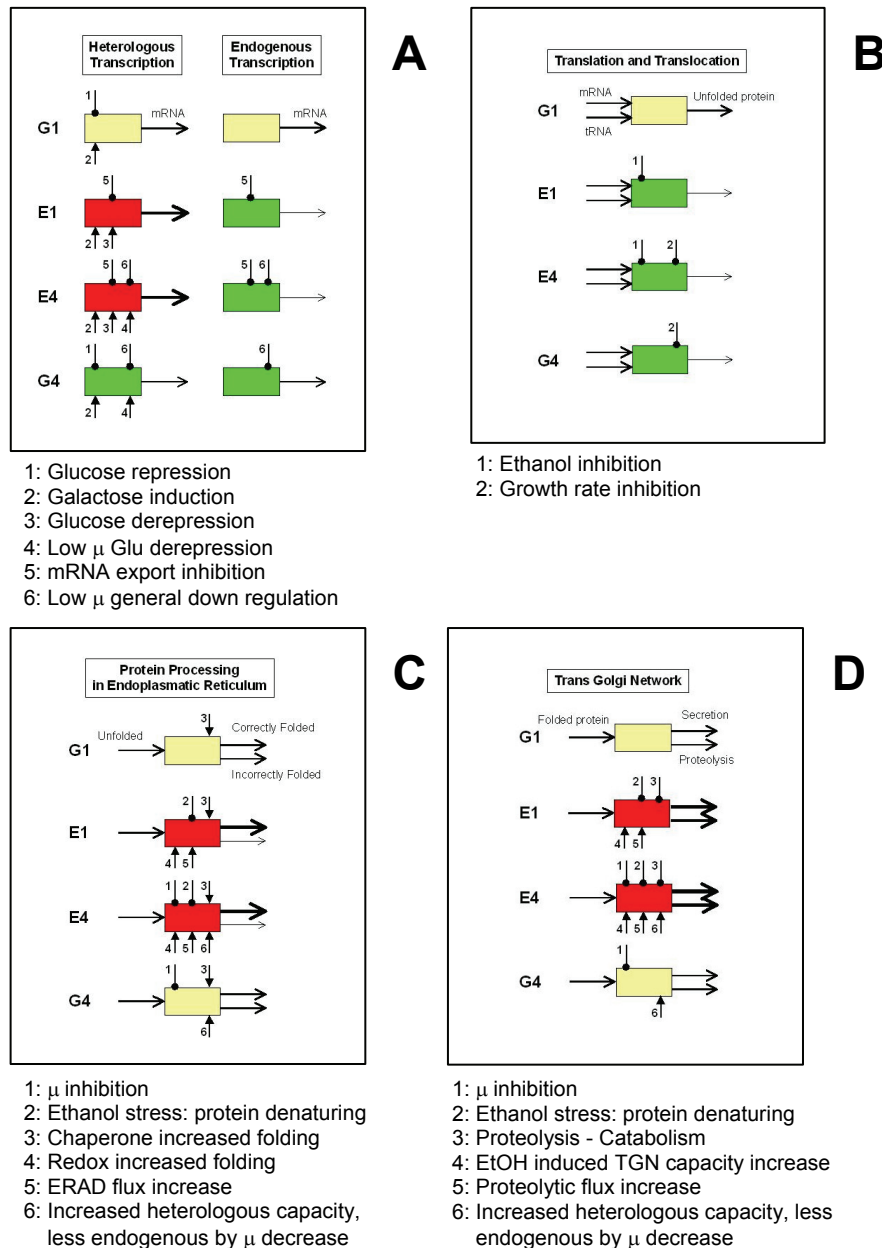 Heterologous Transcription
Endogenous Transcription
A
1
mRNA
mRNA
G1
2
5
5
E1
2 3
5 6
5 6
E4
2 3 4
1 6
6
G4
2 4
1: Glucose repression
2: Galactose induction
3: Glucose derepression
4: Low μ Glu derepression
5: mRNA export inhibition
6: Low μ general down regulation
B
Translation and Translocation
mRNA
Unfolded protein
G1
tRNA
1
E1
1 2
E4
2
G4
1: Ethanol inhibition
2: Growth rate inhibition
Protein Processing
in Endoplasmatic Reticulum
C
3
Unfolded
Correctly Folded
G1
Incorrectly Folded
2 3
E1
4 5
1 2 3
E4
4 5 6
1 3
G4
6
1: μ inhibition
2: Ethanol stress: protein denaturing
3: Chaperone increased folding
4: Redox increased folding
5: ERAD flux increase
6: Increased heterologous capacity,
less endogenous by μ decrease
D
Trans Golgi Network
Folded protein
Secretion
G1
Proteolysis
2 3
E1
4 5
1 2 3
E4
4 5 6
1
G4
6
1: μ inhibition
2: Ethanol stress: protein denaturing
3: Proteolysis - Catabolism
4: EtOH induced TGN capacity increase
5: Proteolytic flux increase
6: Increased heterologous capacity, less
endogenous by μ decrease